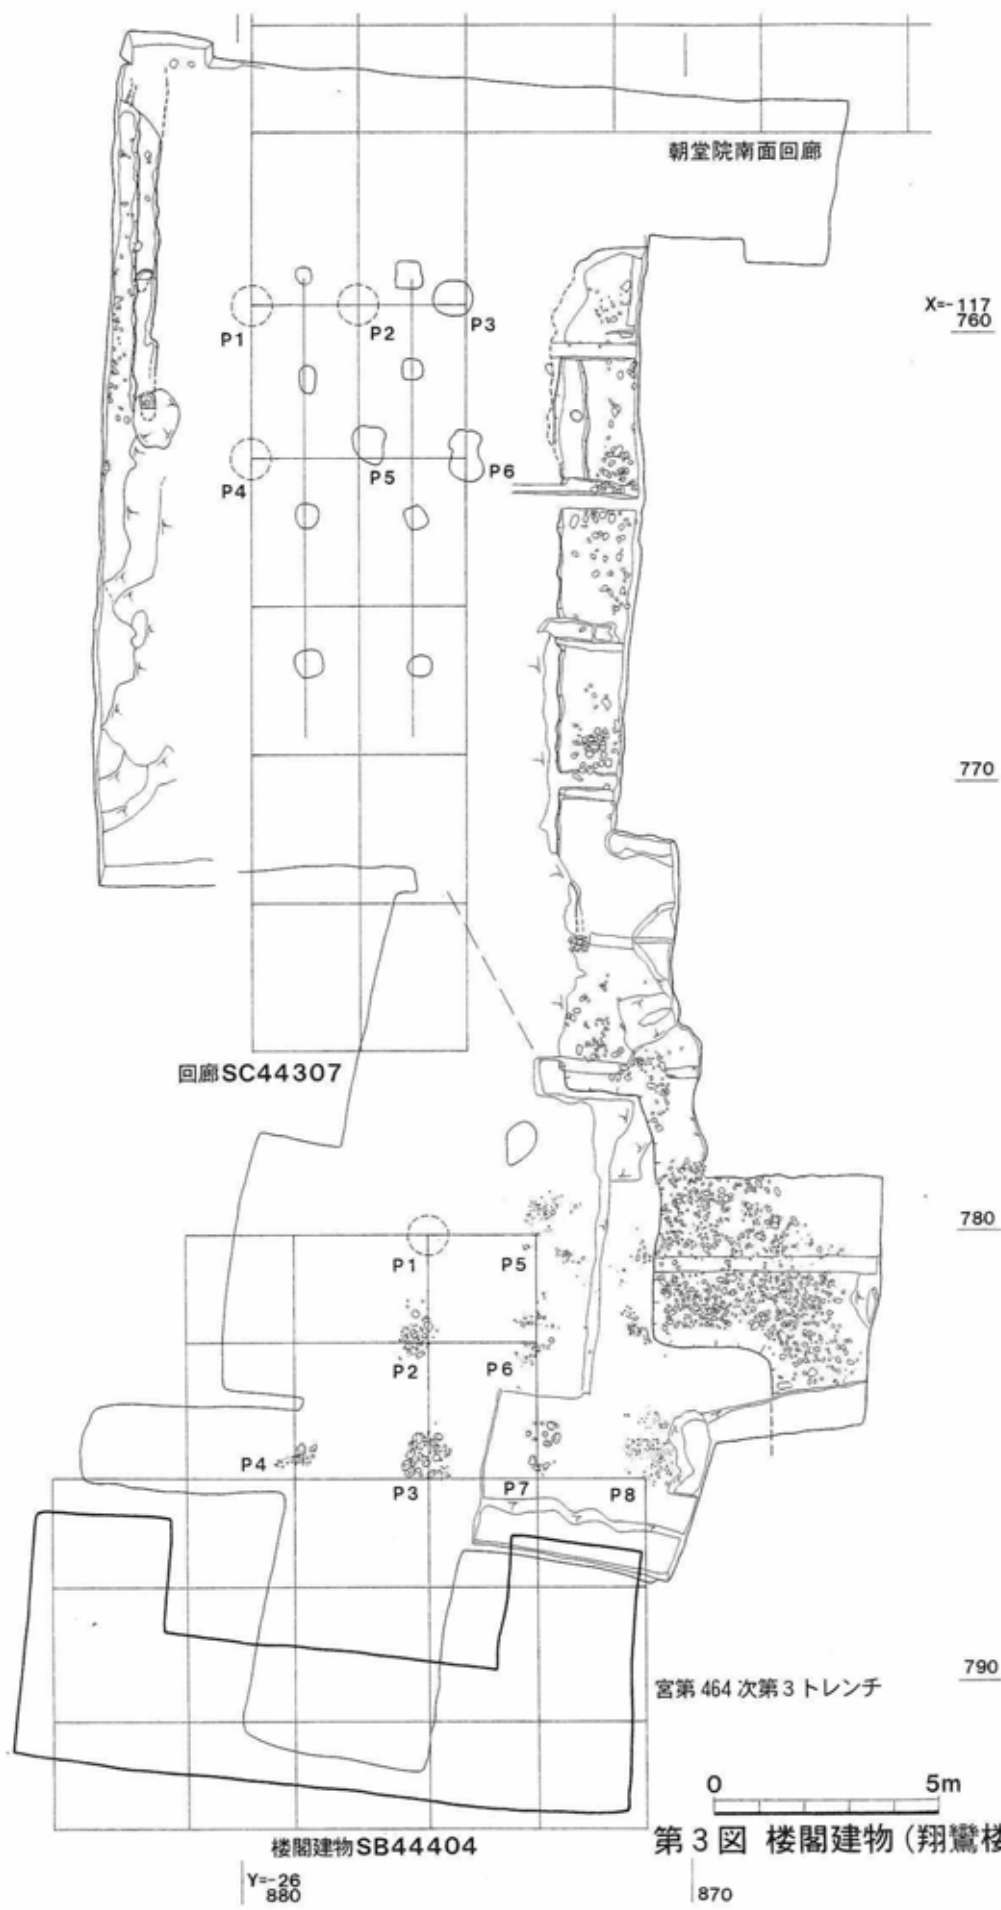 朝堂院南面回廊
X=-117
760
P1
P2
P3
P4
P5
P6
770
回廊SC44307
780
P1
P5
P2
P6
P4
P3
P7
P8
790
宮第464次第3トレンチ
0 5m
楼閣建物SB44404
第3図 楼閣建物(翔鸞楼
Y=-26
880
870